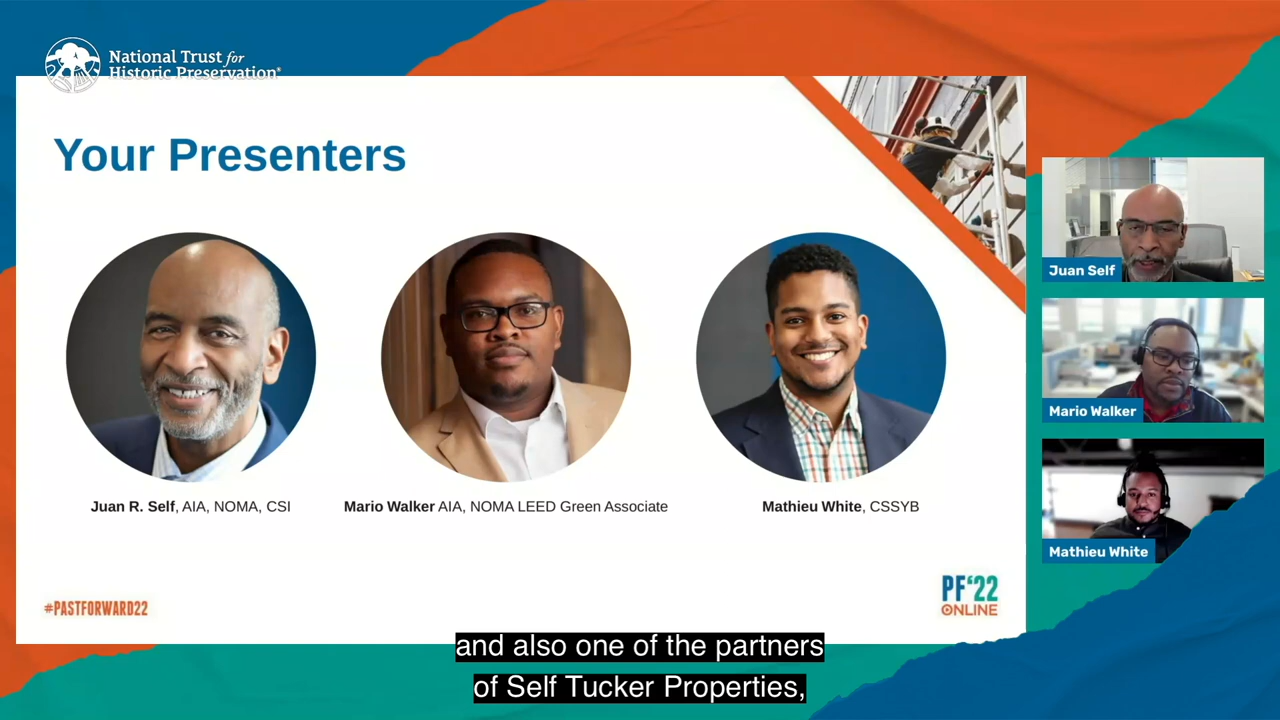 National Trust for
Historic Preservation®
Your Presenters
Juan R. Self, AIA, NOMA, CSI
Mario Walker AIA, NOMA LEED Green Associate
Mathieu White, CSSYB
#PASTFORWARD22
PF'22
ONLINE
Juan Self
Mario Walker
Mathieu White
and also one of the partners
of Self Tucker Properties,